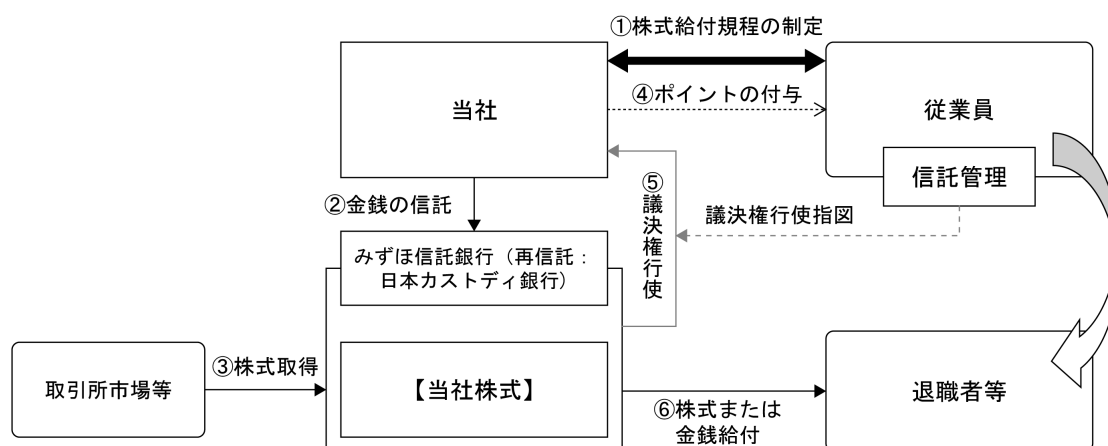 ①株式給付規程の制定
当社
④ポイントの付与
従業員
信託管理
②金銭の信託
⑤議決権行使
議決権行使指図
みずほ信託銀行（再信託：
日本カストディ銀行）
③株式取得
取引所市場等
【当社株式】
⑥株式または
金銭給付
退職者等